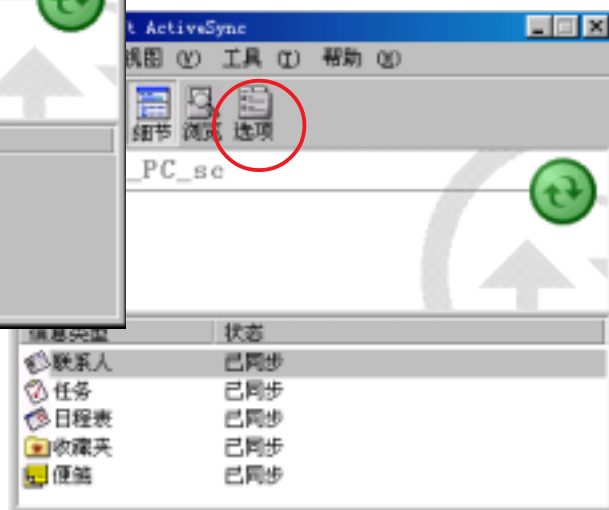 t ActiveSync
视图 (V) 工具 (T) 帮助 (H)
细节 浏览 选项
_PC_sc
信息类型 状态
联系人 已同步
任务 已同步
日程表 已同步
收藏夹 已同步
便笺 已同步